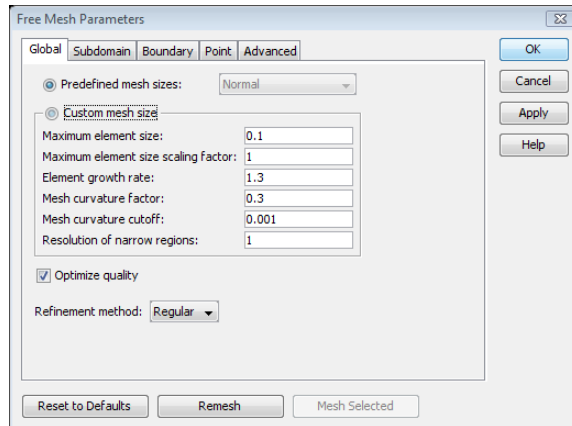 Free Mesh Parameters
Global Subdomain Boundary Point Advanced
Predefined mesh sizes: Normal
Custom mesh size
Maximum element size: 0.1
Maximum element size scaling factor: 1
Element growth rate: 1.3
Mesh curvature factor: 0.3
Mesh curvature cutoff: 0.001
Resolution of narrow regions: 1
Optimize quality
Refinement method: Regular
OK
Cancel
Apply
Help
Reset to Defaults Remesh Mesh Selected